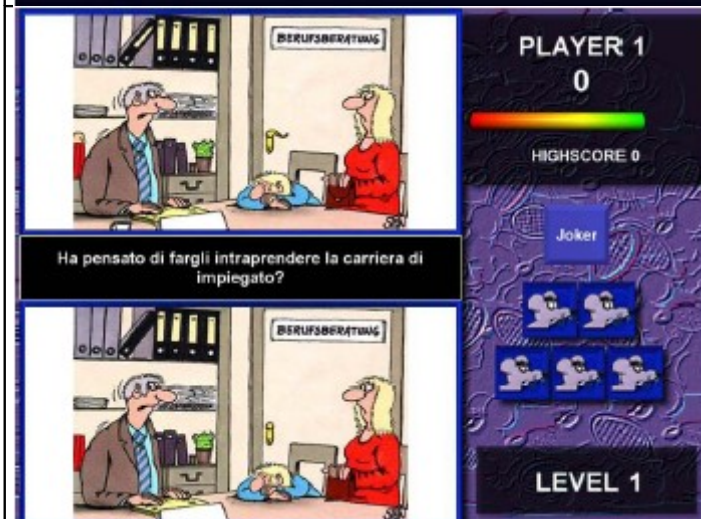 BERUFSBERATUNG
PLAYER 1
0
HIGHSCORE 0
Joker
Ha pensato di fargli intraprendere la carriera di
impiegato?
BERUFSBERATUNG
LEVEL 1